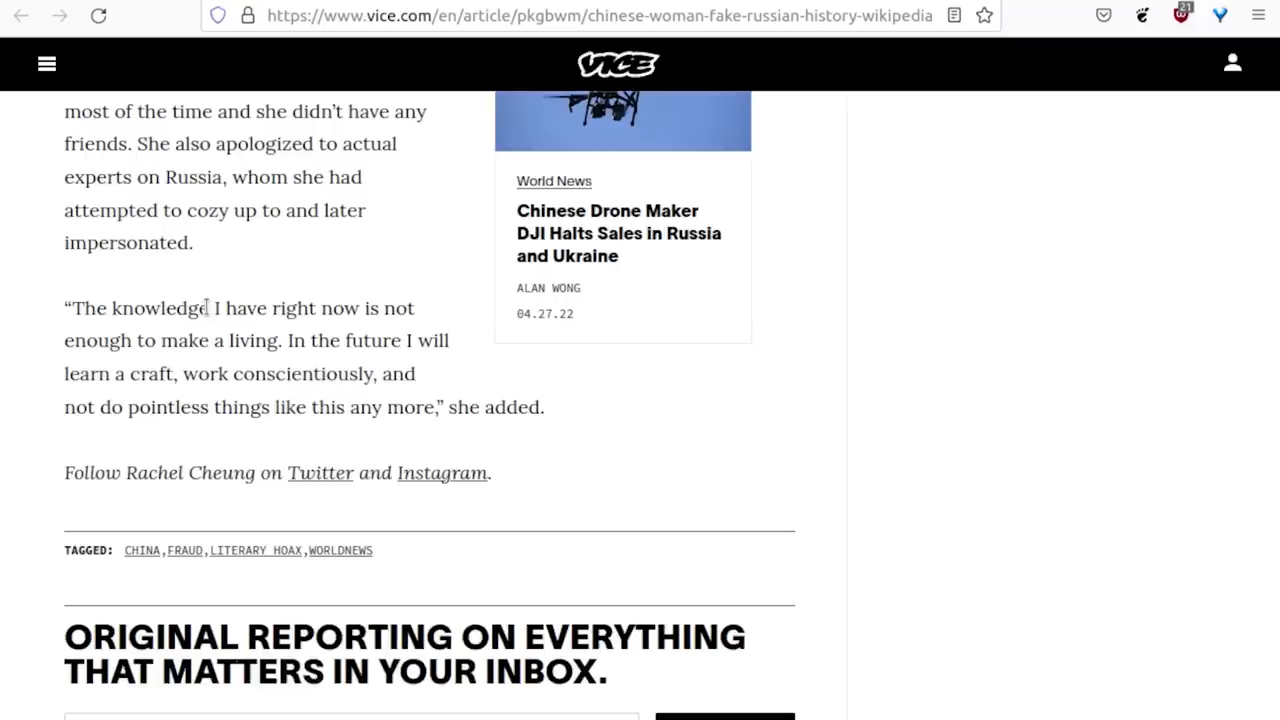 https://www.vice.com/en/article/pkgbwm/chinese-woman-fake-russian-history-wikipedia
21
VICE
most of the time and she didn’t have any
friends. She also apologized to actual
experts on Russia, whom she had
attempted to cozy up to and later
impersonated.
“The knowledge I have right now is not
enough to make a living. In the future I will
learn a craft, work conscientiously, and
not do pointless things like this any more,” she added.
World News
Chinese Drone Maker
DJI Halts Sales in Russia
and Ukraine
ALAN WONG
04.27.22
Follow Rachel Cheung on Twitter and Instagram.
TAGGED: CHINA,FRAUD,LITERARY HOAX,WORLDNEWS
ORIGINAL REPORTING ON EVERYTHING
THAT MATTERS IN YOUR INBOX.